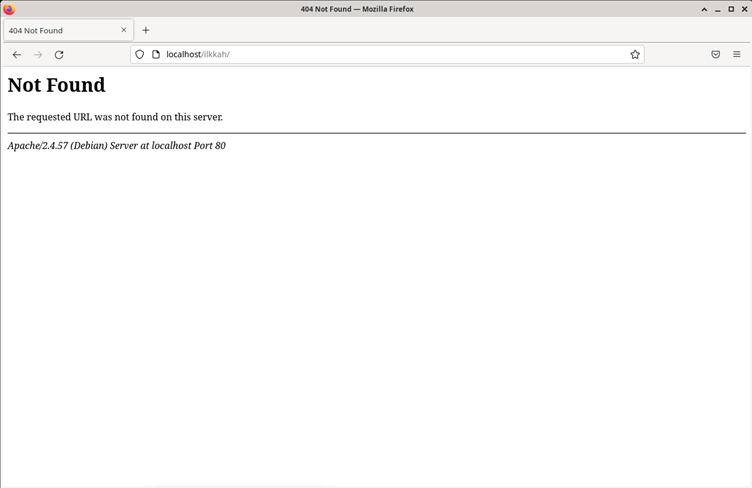 404 Not Found — Mozilla Firefox
404 Not Found
localhost/ilkkah/
Not Found
The requested URL was not found on this server.
Apache/2.4.57 (Debian) Server at localhost Port 80